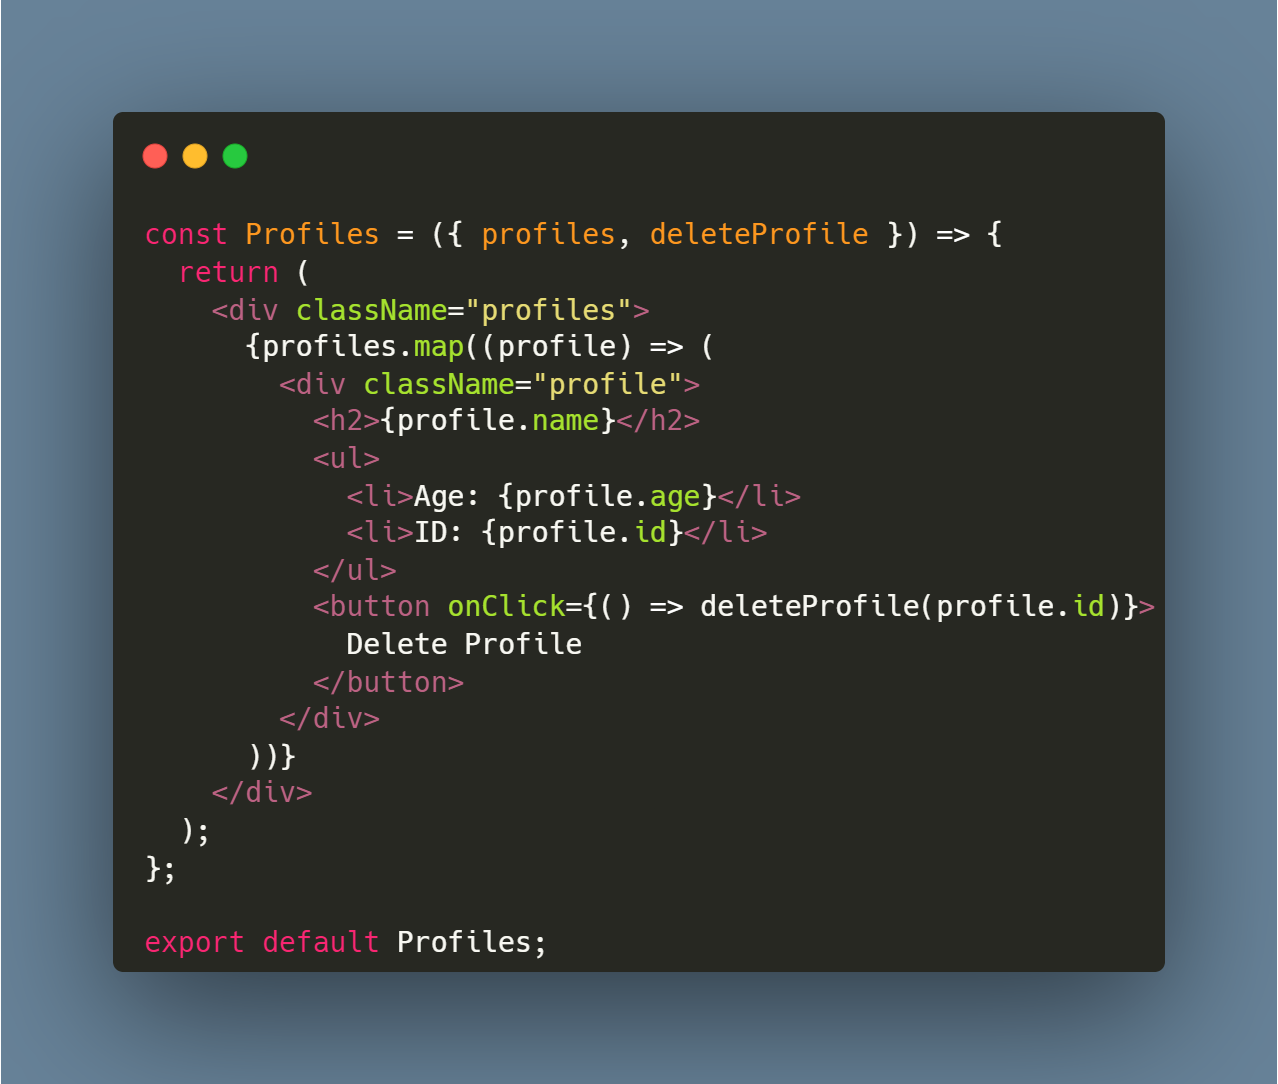 const Profiles = ({ profiles, deleteProfile }) => {
  return (
    <div className="profiles">
      {profiles.map((profile) => (
        <div className="profile">
          <h2>{profile.name}</h2>
          <ul>
            <li>Age: {profile.age}</li>
            <li>ID: {profile.id}</li>
          </ul>
          <button onClick={() => deleteProfile(profile.id)}>
            Delete Profile
          </button>
        </div>
      ))}
    </div>
  );
};

export default Profiles;